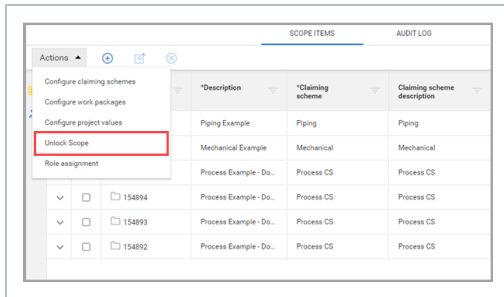 SCOPE ITEMS AUDIT LOG
Actions
Configure claiming schemes
Configure work packages
Configure project values
Unlock Scope
Role assignment
*Description *Claiming scheme Claiming scheme description
Piping Example Piping Piping
Mechanical Example Mechanical Mechanical
Process Example - Do... Process CS Process CS
154894 Process Example - Do... Process CS Process CS
154893 Process Example - Do... Process CS Process CS
154892 Process Example - Do... Process CS Process CS